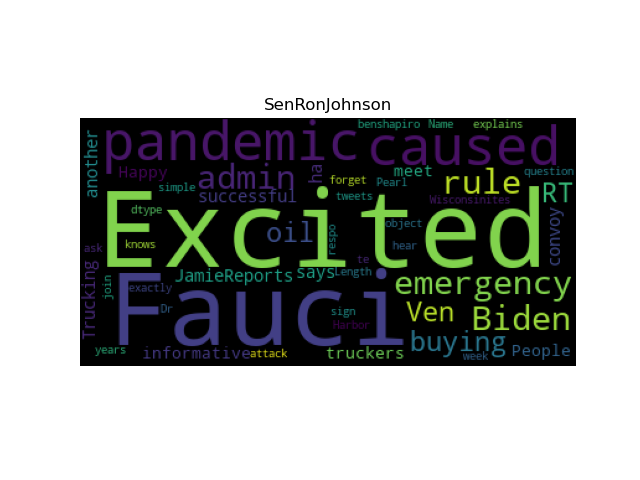 SenRonJohnson
benshapiro Name explains
pandemic caused
another Happy admin ha forget meet question
simple successful tweets Pearl rule Wisconsinites RT
dtype Excited object
knows oil respo hear convoy
ask te
Trucking join JamieReports says Length emergency
exactly Fauci
Dr sign Ven Biden
Harbor buying
years informative attack truckers week People